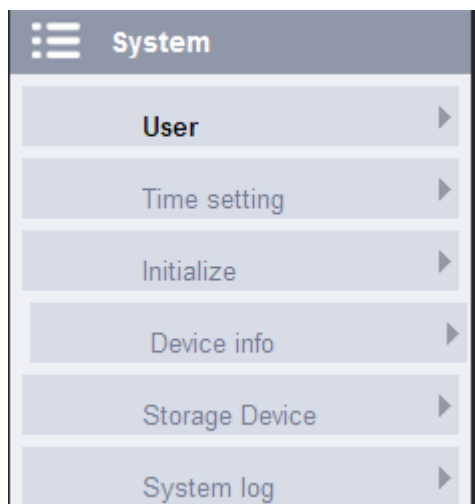 System
User
Time setting
Initialize
Device info
Storage Device
System log